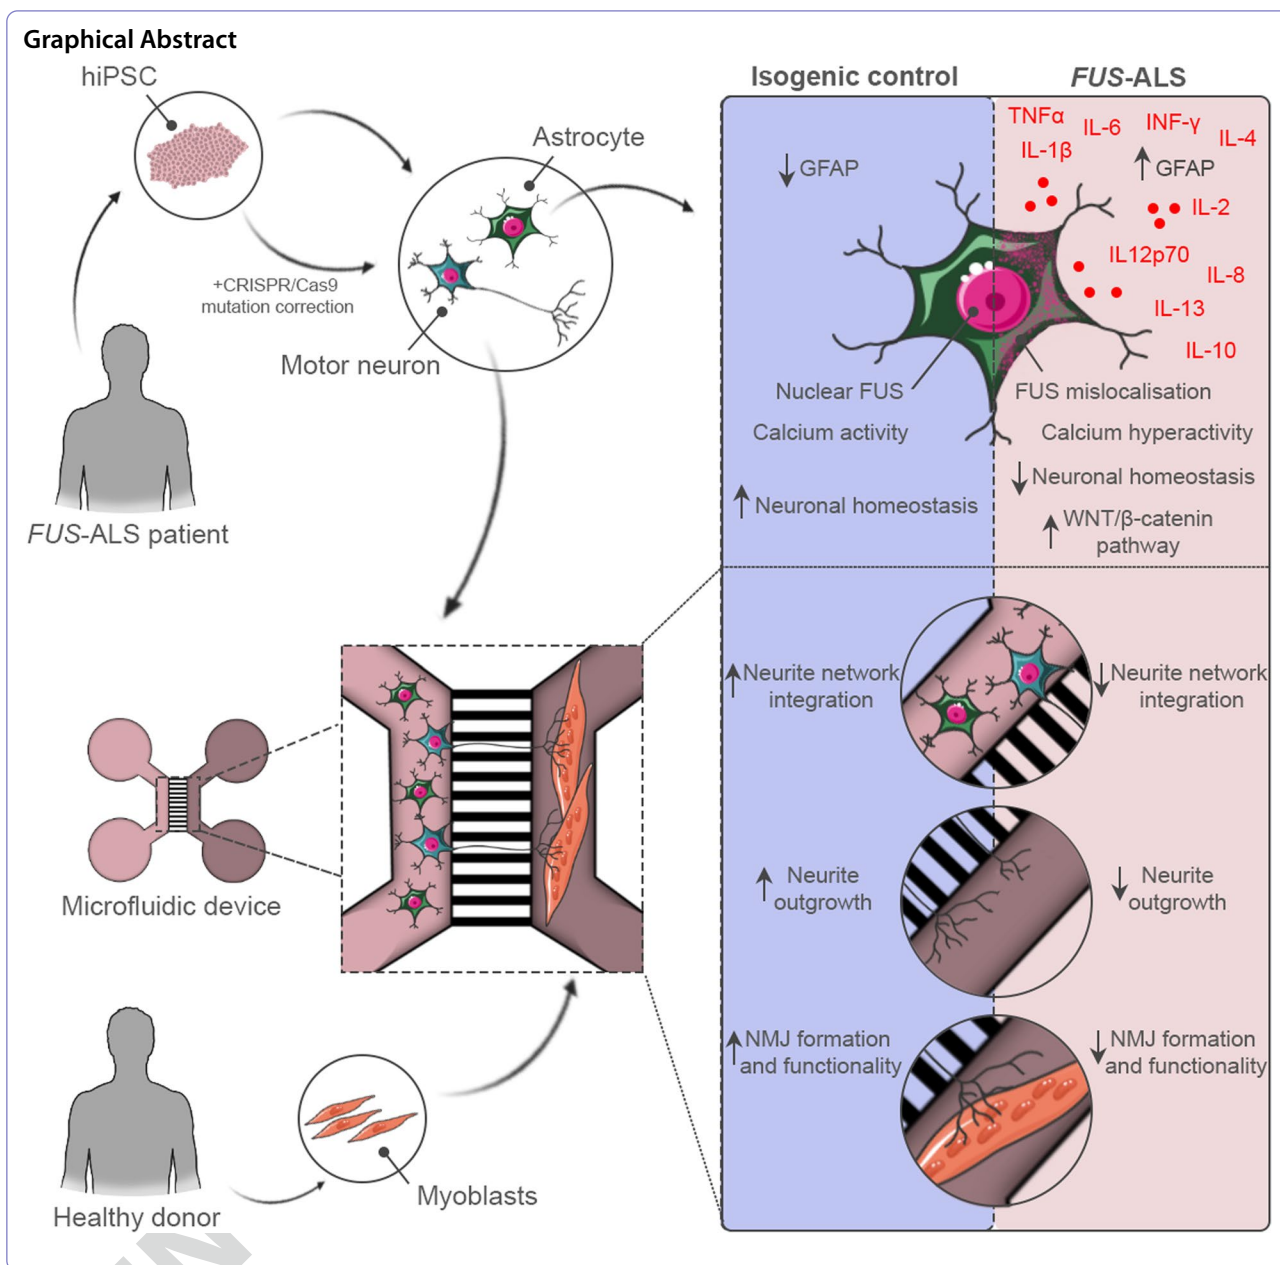 Graphical Abstract
hiPSC
Astrocyte
+CRISPR/Cas9
mutation correction
Motor neuron
FUS-ALS patient
Microfluidic device
Healthy donor
Myoblasts
Isogenic control
FUS-ALS
↓ GFAP
TNFα
IL-6
INF-γ
IL-4
IL-1β
↑ GFAP
IL-2
IL12p70
IL-8
IL-13
IL-10
Nuclear FUS
FUS mislocalisation
Calcium activity
Calcium hyperactivity
↓ Neuronal homeostasis
↑ Neuronal homeostasis
↑ WNT/β-catenin
pathway
↑ Neurite network
integration
↓ Neurite network
integration
↑ Neurite
outgrowth
↓ Neurite
outgrowth
↑ NMJ formation
and functionality
↓ NMJ formation
and functionality